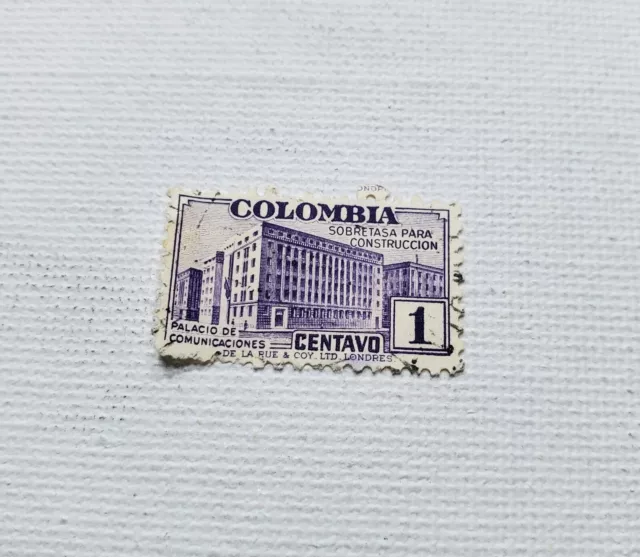 COLOMBIA
SOBRETASA PARA
CONSTRUCCION
PALACIO DE
COMUNICACIONES
CENTAVO
1
DE LA RUE & COY. LTD. LONDRES